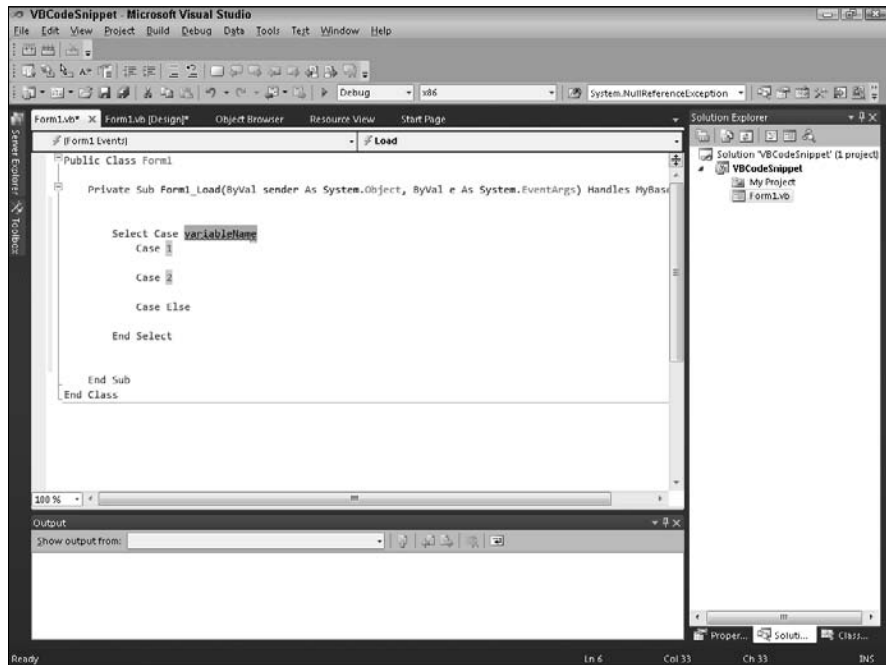 VBCodeSnippet - Microsoft Visual Studio
File Edit View Project Build Debug Data Tools Test Window Help
Debug x86 System.NullReferenceException
Form1.vb* X Form1.vb [Design]* Object Browser Resource View Start Page
Solution Explorer
(Form1 Events) Load
Server Explorer
Toolbox
Public Class Form1
Private Sub Form1_Load(ByVal sender As System.Object, ByVal e As System.EventArgs) Handles MyBase
Select Case variableName
Case 1
Case 2
Case Else
End Select
End Sub
End Class
Solution 'VBCodeSnippet' (1 project)
VBCodeSnippet
My Project
Form1.vb
100 %
Output
Show output from:
Proper... Soluti... Class...
Ready Ln 6 Col 33 Ch 33 INS